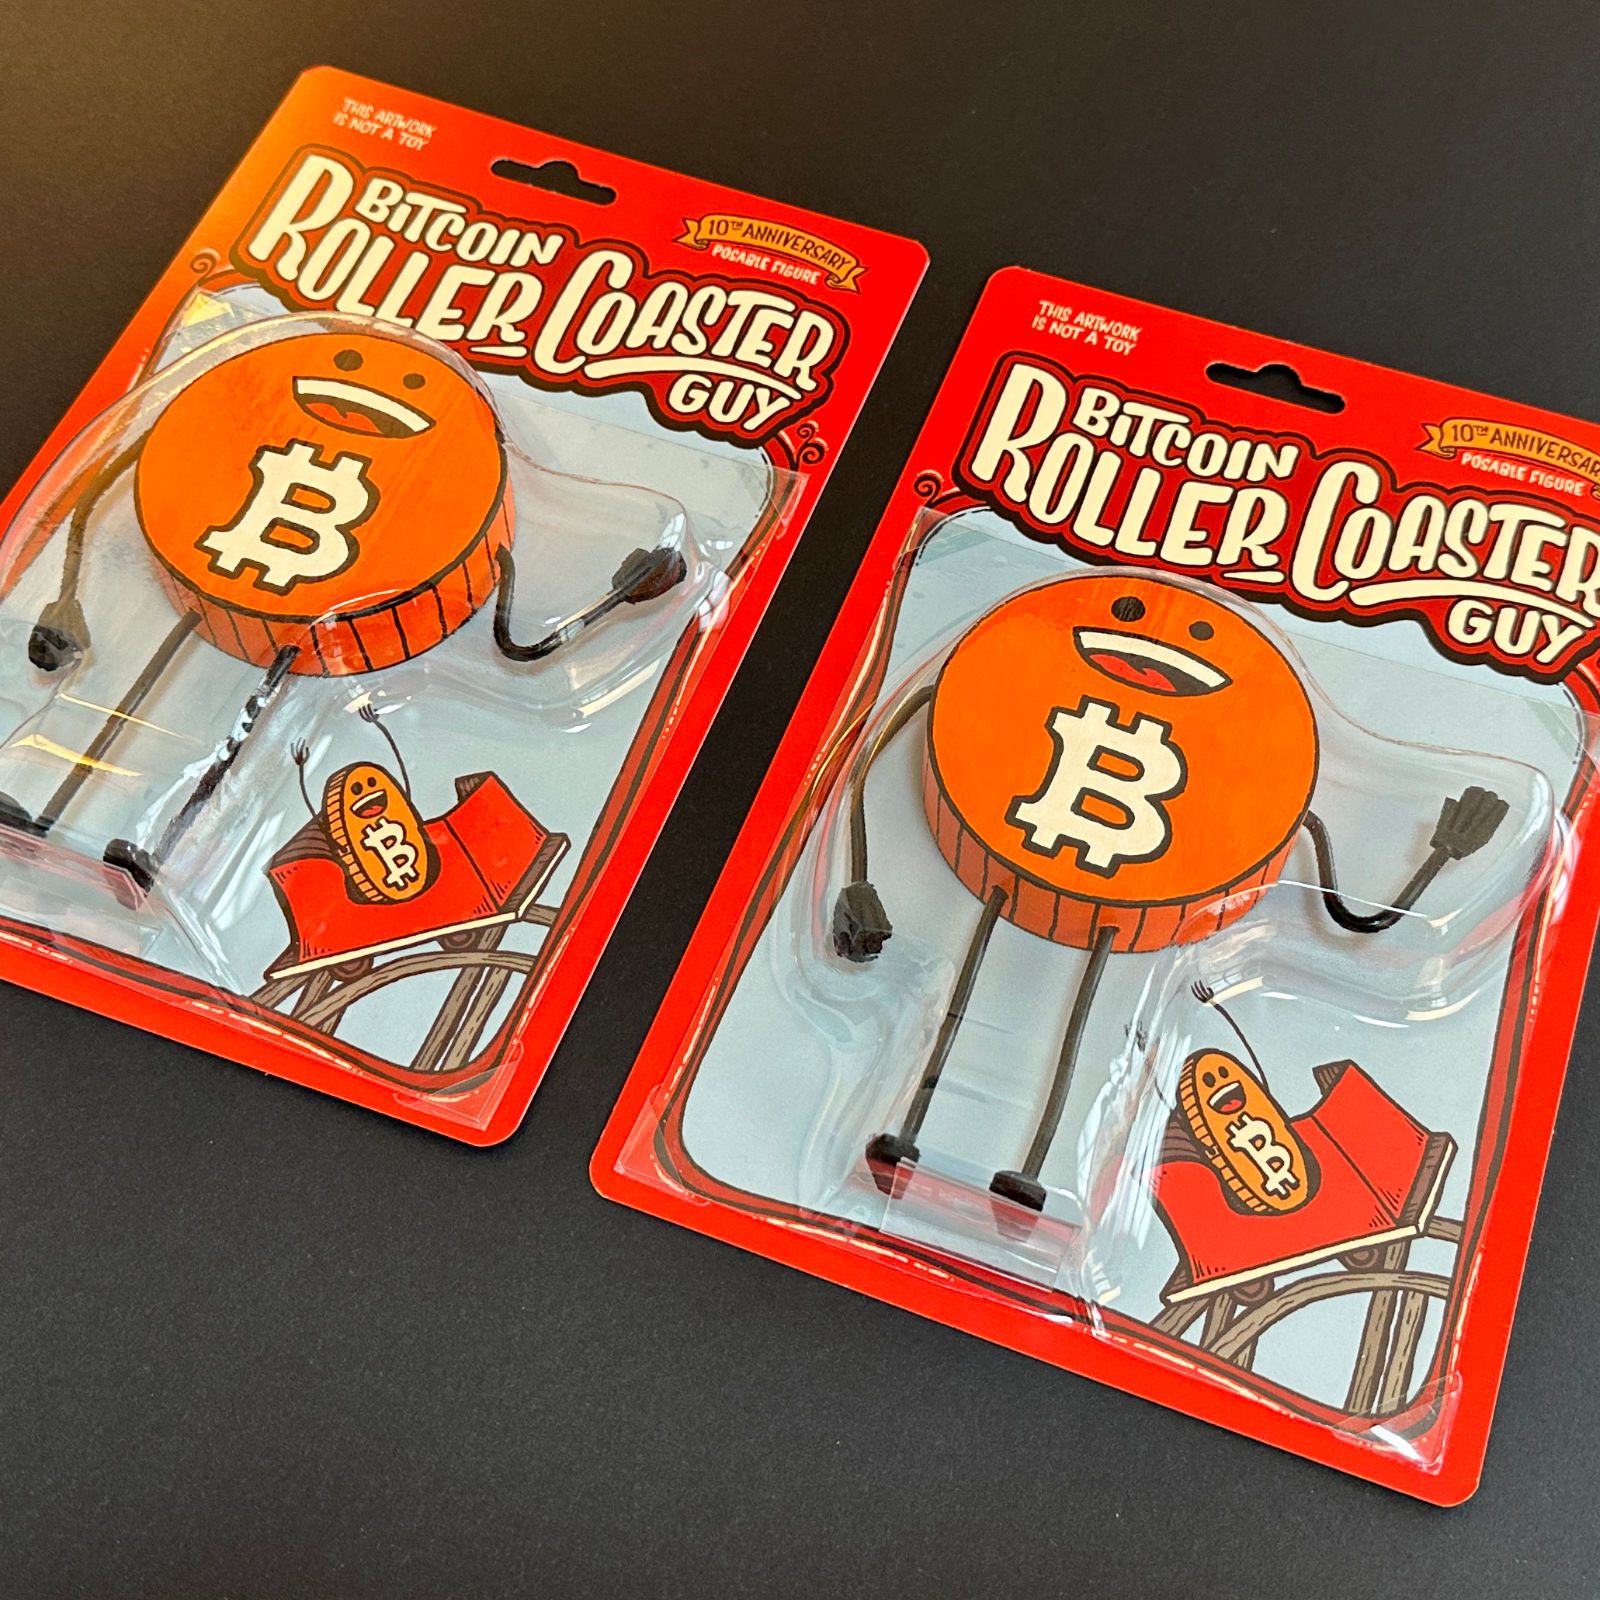 THIS ARTWORK
IS NOT A TOY
BITCOIN
ROLLER COASTER
GUY
10TH ANNIVERSARY
POSABLE FIGURE
THIS ARTWORK
IS NOT A TOY
BITCOIN
ROLLER COASTER
GUY
10TH ANNIVERSARY
POSABLE FIGURE